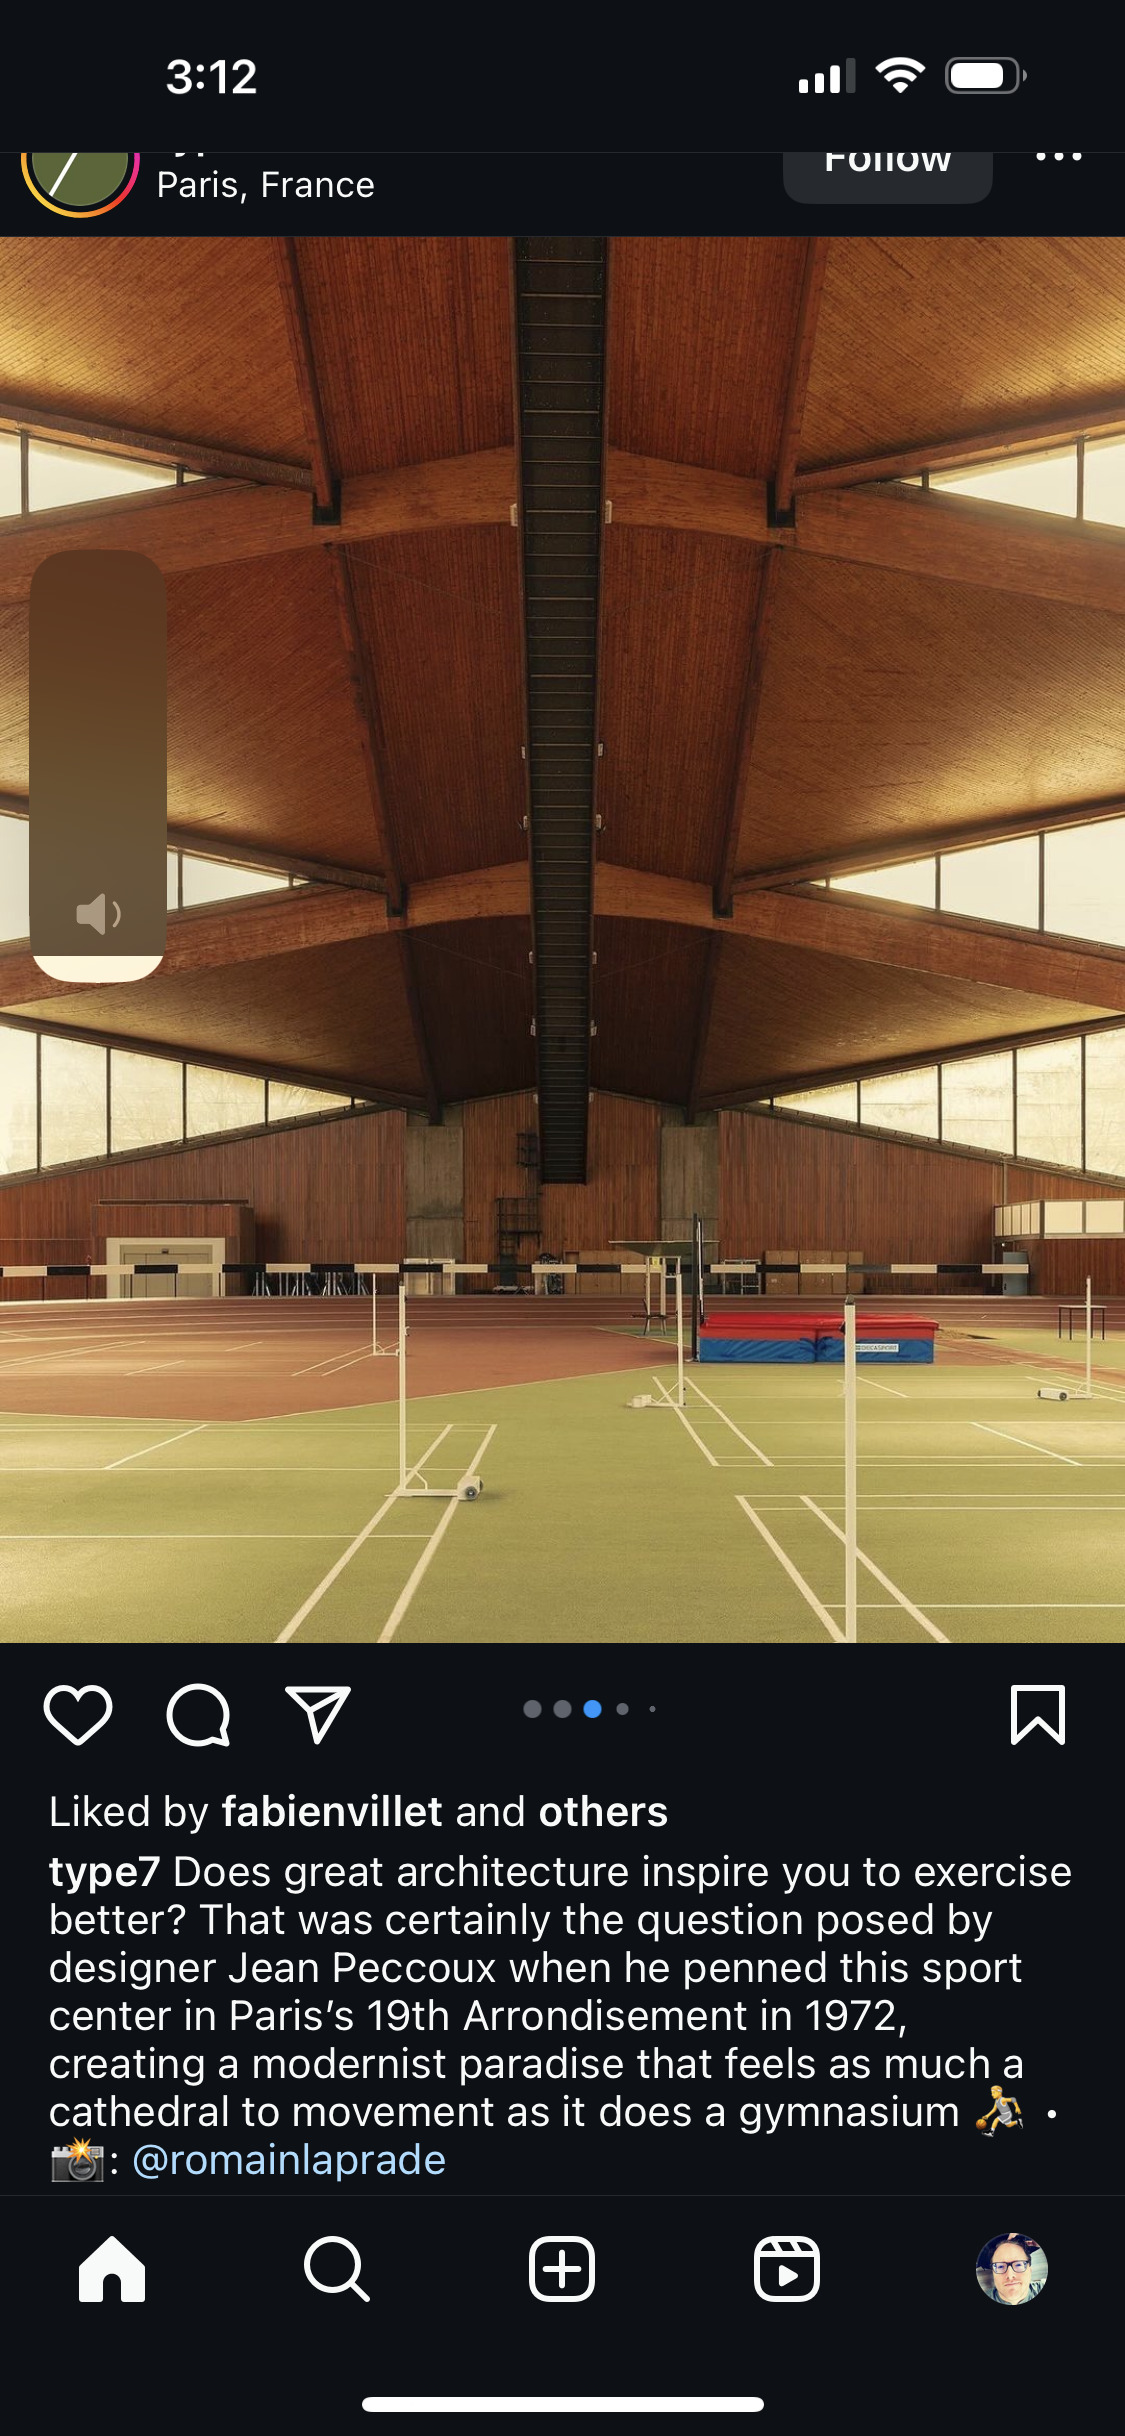 3:12
Paris, France
Follow
Liked by fabienvillet and others
type7 Does great architecture inspire you to exercise
better? That was certainly the question posed by
designer Jean Peccoux when he penned this sport
center in Paris’s 19th Arrondisement in 1972,
creating a modernist paradise that feels as much a
cathedral to movement as it does a gymnasium ⛹️ •
📸: @romainlaprade